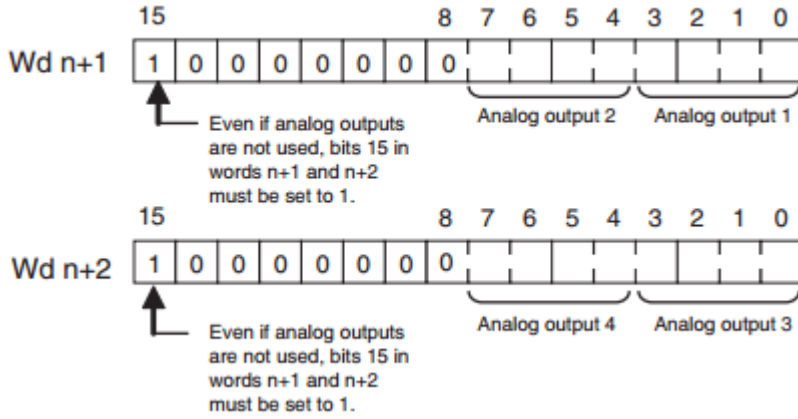 15 8 7 6 5 4 3 2 1 0
Wd n+1 1 0 0 0 0 0 0 0
Analog output 2 Analog output 1
Even if analog outputs
are not used, bits 15 in
words n+1 and n+2
must be set to 1.
15 8 7 6 5 4 3 2 1 0
Wd n+2 1 0 0 0 0 0 0 0
Analog output 4 Analog output 3
Even if analog outputs
are not used, bits 15 in
words n+1 and n+2
must be set to 1.